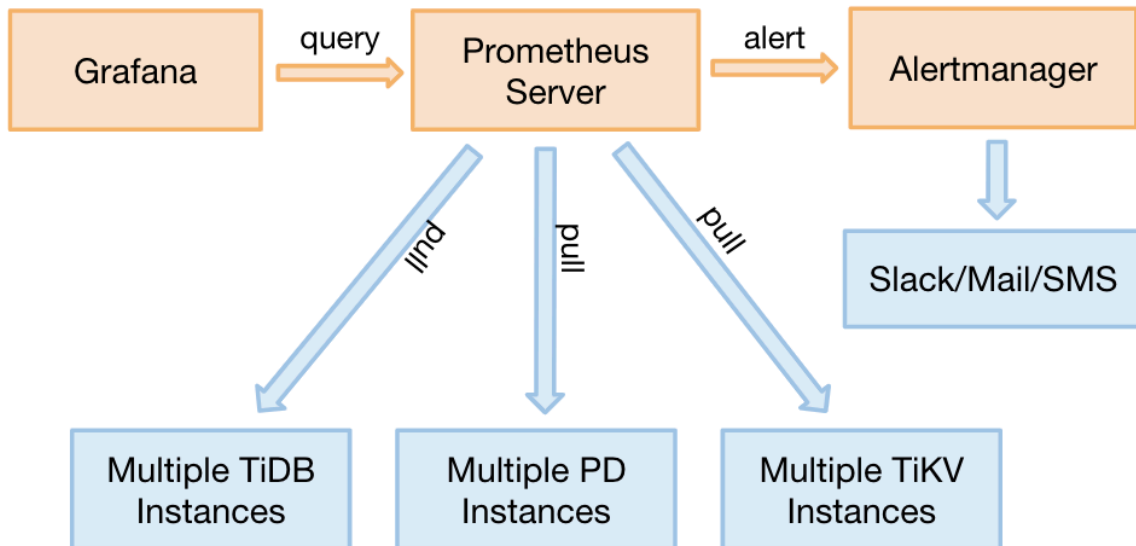 Grafana
query
Prometheus
Server
alert
Alertmanager
pull
pull
pull
Slack/Mail/SMS
Multiple TiDB
Instances
Multiple PD
Instances
Multiple TiKV
Instances